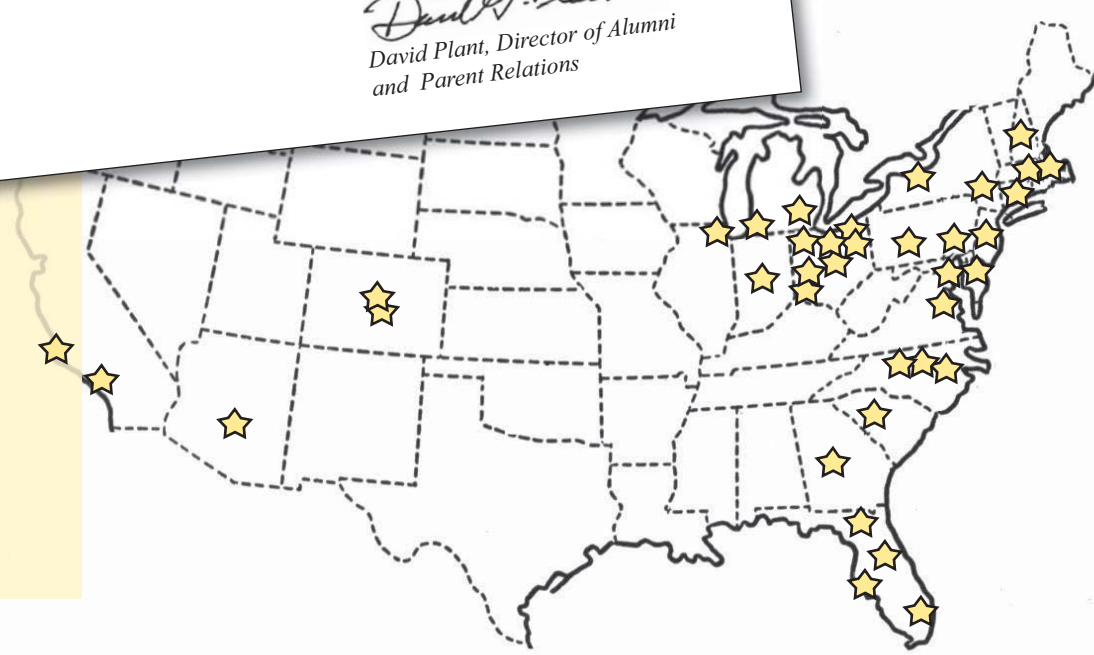 David Plant, Director of Alumni
and Parent Relations